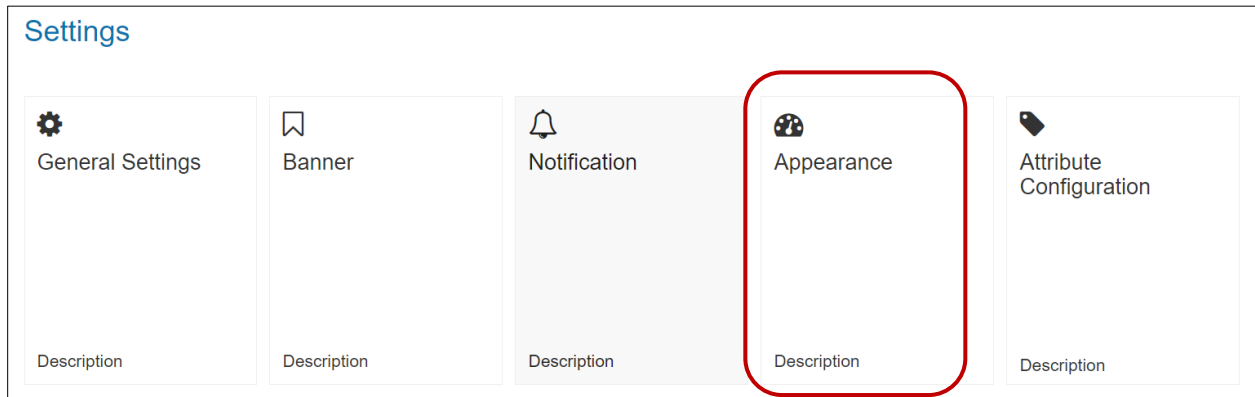 Settings
General Settings
Banner
Notification
Appearance
Attribute
Configuration
Description
Description
Description
Description
Description